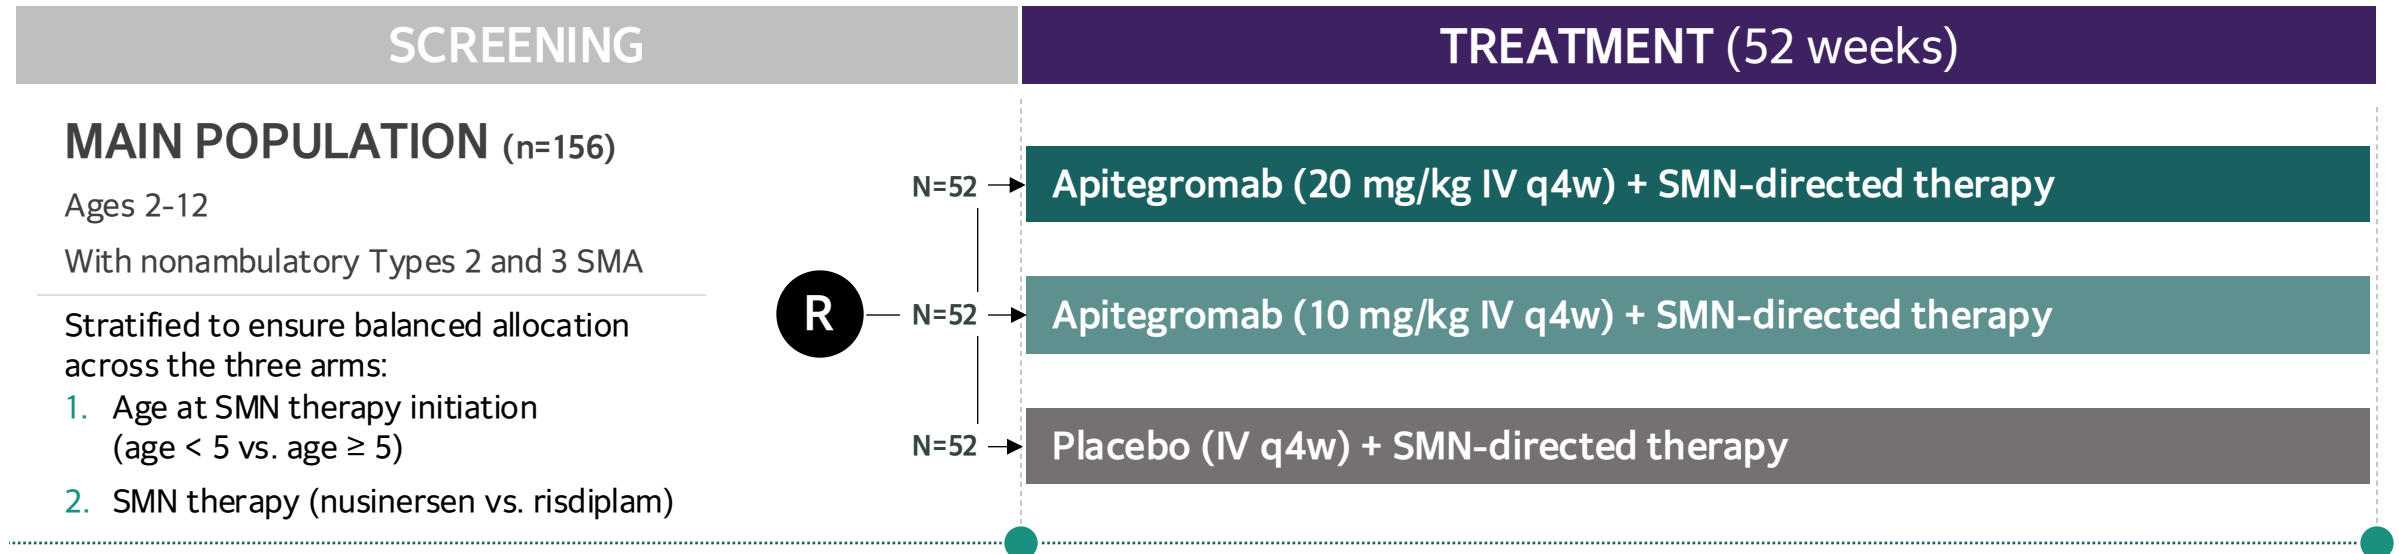 SCREENING
TREATMENT (52 weeks)
MAIN POPULATION (n=156)
Ages 2-12
With nonambulatory Types 2 and 3 SMA
Stratified to ensure balanced allocation
across the three arms:
1. Age at SMN therapy initiation
(age < 5 vs. age ≥ 5)
2. SMN therapy (nusinersen vs. risdiplam)
R
N=52
Apitegromab (20 mg/kg IV q4w) + SMN-directed therapy
N=52
Apitegromab (10 mg/kg IV q4w) + SMN-directed therapy
N=52
Placebo (IV q4w) + SMN-directed therapy